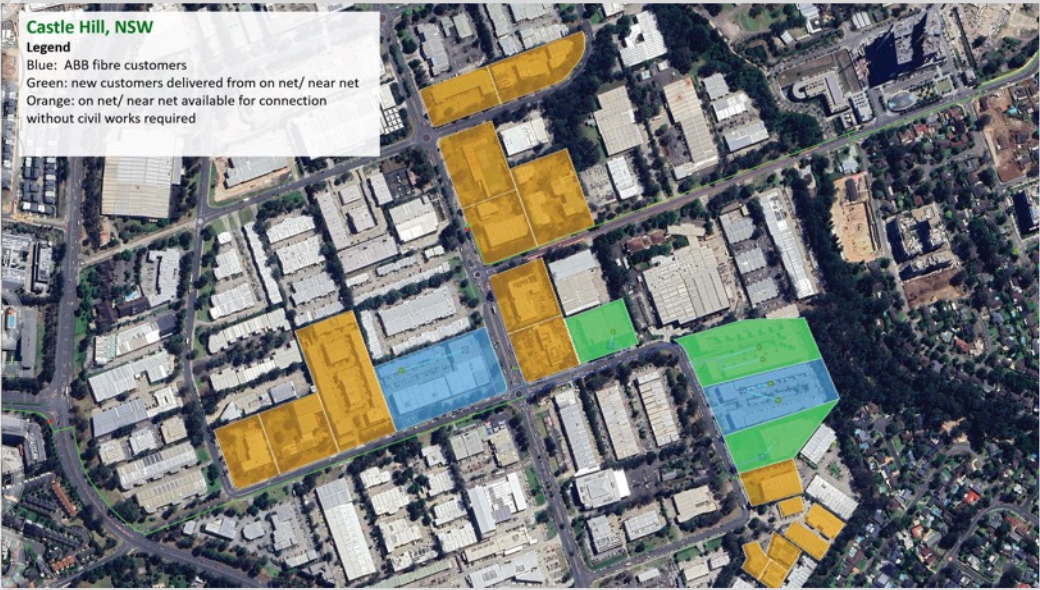 Castle Hill, NSW
Legend
Blue:  ABB fibre customers
Green: new customers delivered from on net/ near net
Orange: on net/ near net available for connection
without civil works required